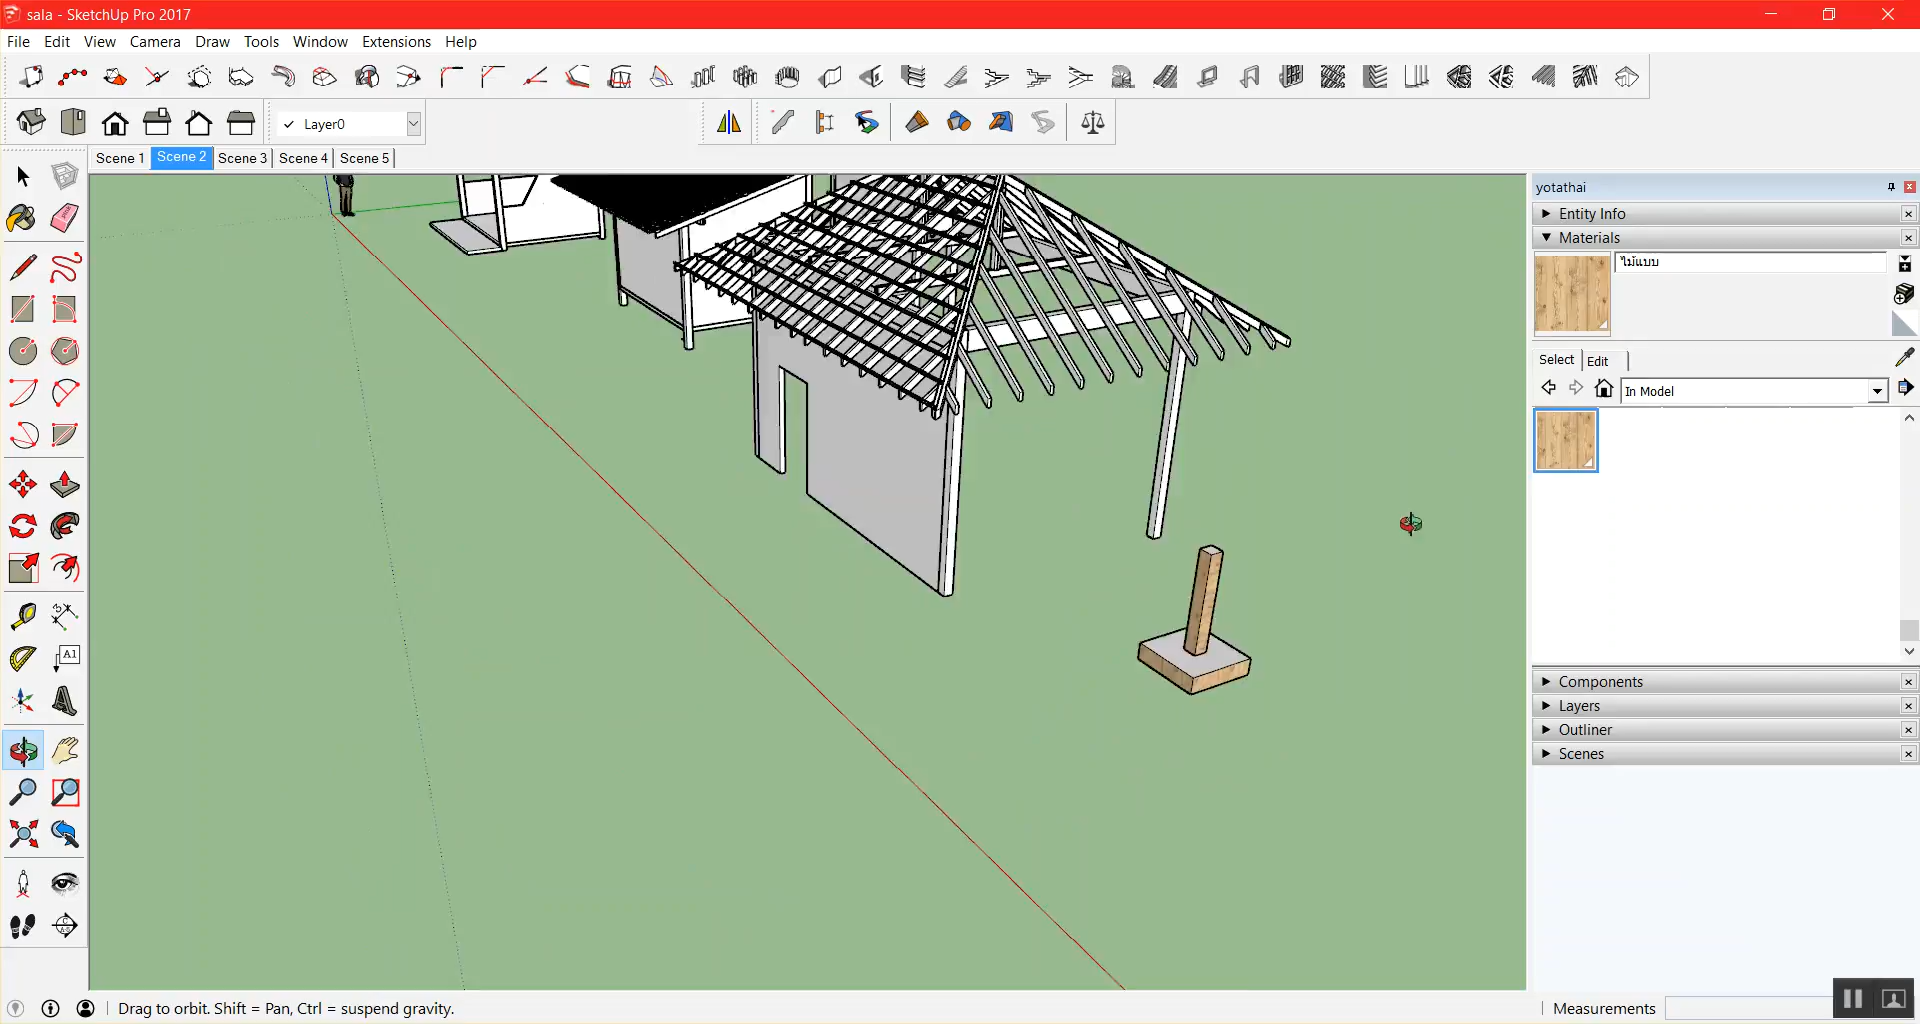 sala - SketchUp Pro 2017
File Edit View Camera Draw Tools Window Extensions Help
Layer0
Scene 1 Scene 2 Scene 3 Scene 4 Scene 5
yotathai
Entity Info
Materials
ไม้แบบ
Select Edit
In Model
A1
Components
Layers
Outliner
Scenes
Drag to orbit. Shift = Pan, Ctrl = suspend gravity.
Measurements